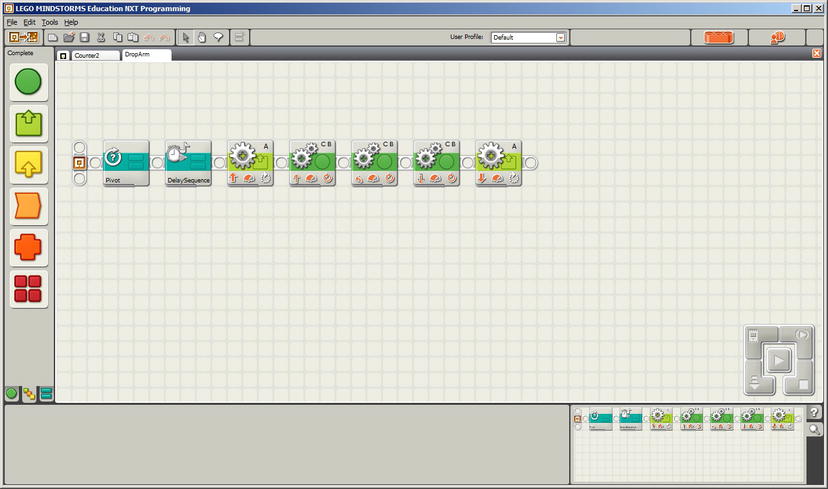 LEGO MINDSTORMS Education NXT Programming
File Edit Tools Help
User Profile: Default
Complete
Counter2 DropArm
A C B C B C B A
Pivot DelaySequence